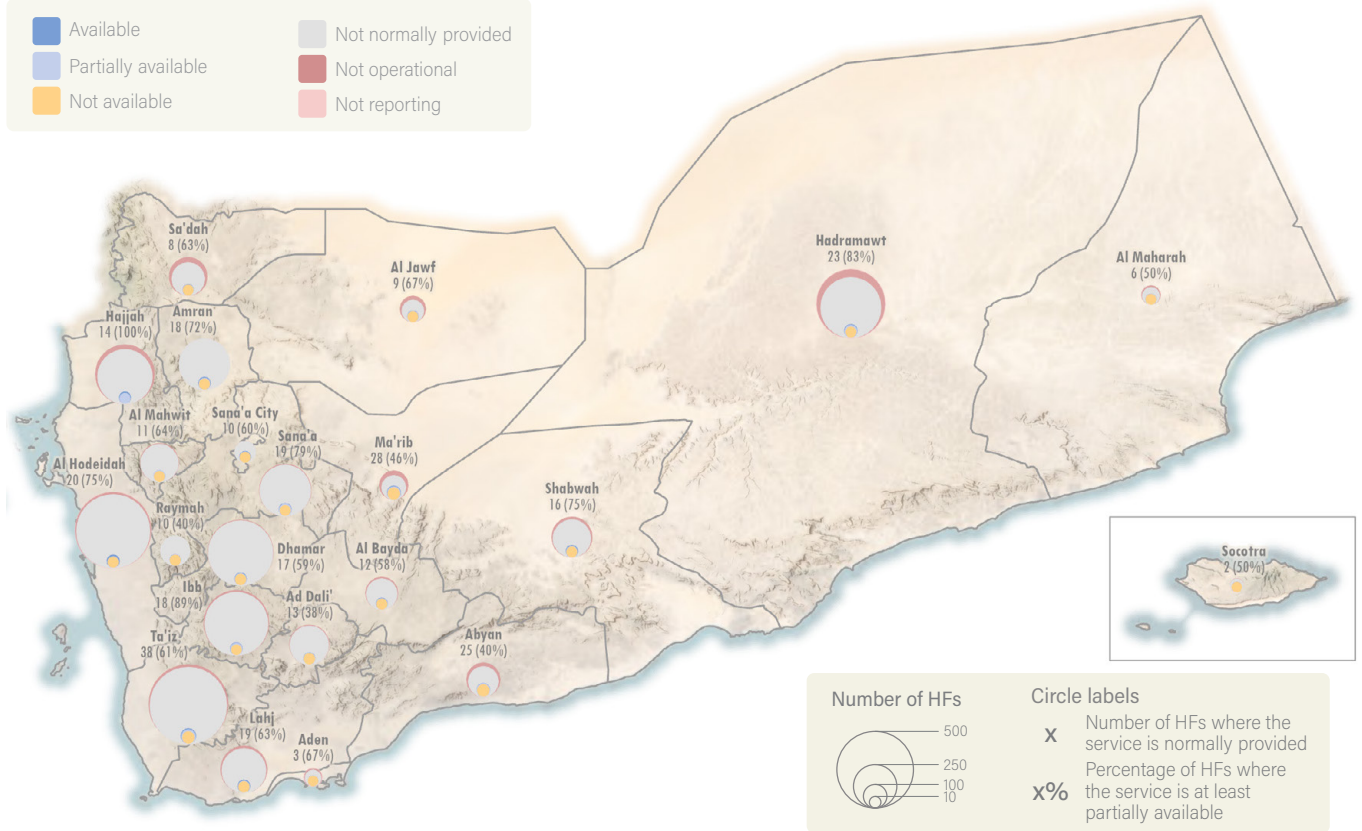 Available
Partially available
Not available
Not normally provided
Not operational
Not reporting
Sa'dah
8 (63%)
Al Jawf
9 (67%)
Hadramawt
23 (83%)
Al Maharah
6 (50%)
Hajjah
14 (100%)
Amran
18 (72%)
Al Mahwit
11 (64%)
Sana'a City
10 (60%)
Sana'a
19 (79%)
Ma'rib
28 (46%)
Al Hodeidah
20 (75%)
Shabwah
16 (75%)
Raymah
10 (40%)
Dhamar
17 (59%)
Al Bayda
12 (58%)
Socotra
2 (50%)
Ibb
18 (89%)
Ad Dali'
13 (38%)
Ta'iz
38 (61%)
Abyan
25 (40%)
Lahj
19 (63%)
Aden
3 (67%)
Number of HFs
500
250
100
10
Circle labels
x
Number of HFs where the
service is normally provided
x%
Percentage of HFs where
the service is at least
partially available